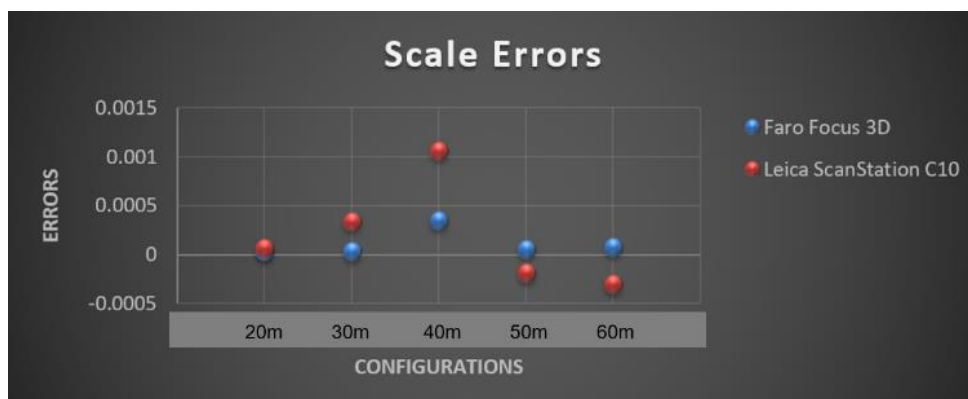 Scale Errors
0.0015
0.001
0.0005
0
-0.0005
ERRORS
20m 30m 40m 50m 60m
CONFIGURATIONS
Faro Focus 3D
Leica ScanStation C10